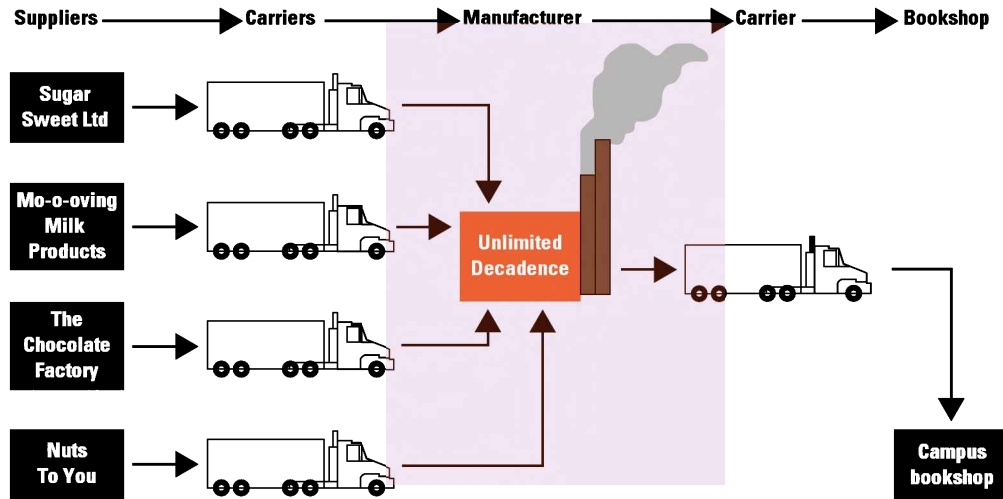 Suppliers Carriers Manufacturer Carrier Bookshop
Sugar
Sweet Ltd
Mo-o-oving
Milk
Products
Unlimited
Decadence
The
Chocolate
Factory
Nuts
To You
Campus
bookshop